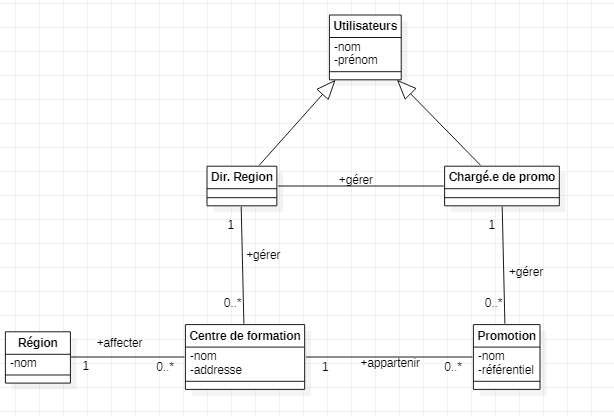 Utilisateurs
-nom
-prénom
Dir. Region
+gérer
Chargé.e de promo
1
1
+gérer
+gérer
0..*
0..*
Région
-nom
+affecter
1
0..*
Centre de formation
-nom
-addresse
1
+appartenir
0..*
Promotion
-nom
-référentiel